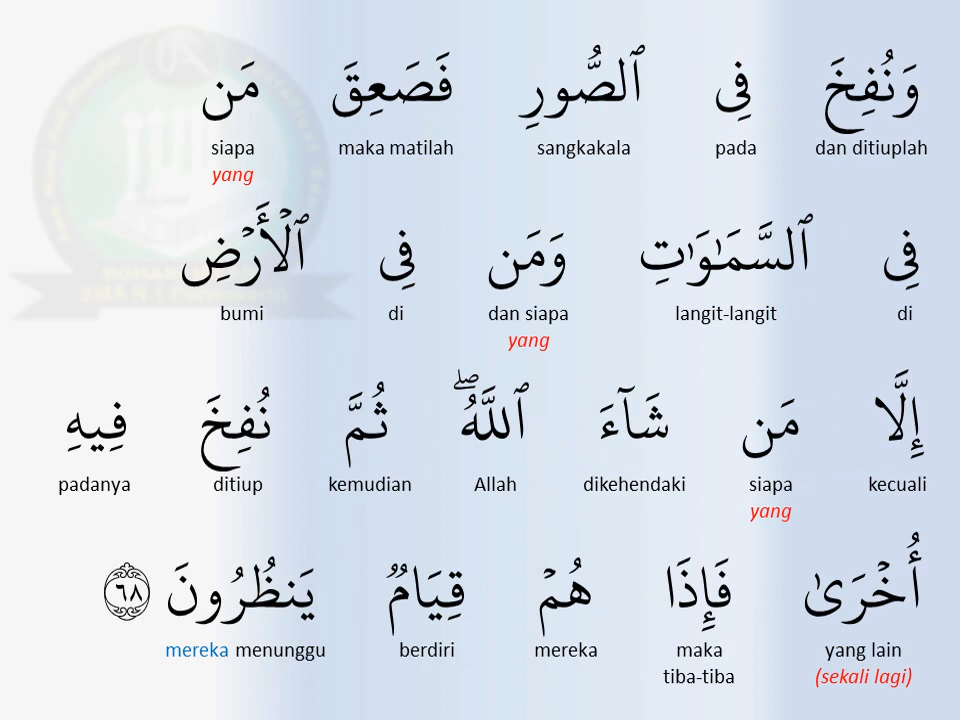 وَنُفِخَ فِى ٱلصُّورِ فَصَعِقَ مَن
dan ditiuplah pada sangkakala maka matilah siapa
yang
فِى ٱلسَّمَـٰوَٰتِ وَمَن فِى ٱلْأَرْضِ
di langit-langit dan siapa di bumi
yang
إِلَّا مَن شَآءَ ٱللَّهُ ۖ ثُمَّ نُفِخَ فِيهِ
kecuali siapa dikehendaki Allah kemudian ditiup padanya
yang
أُخْرَىٰ فَإِذَا هُمْ قِيَامٌ يَنظُرُونَ ٦٨
yang lain maka mereka berdiri mereka menunggu
(sekali lagi) tiba-tiba